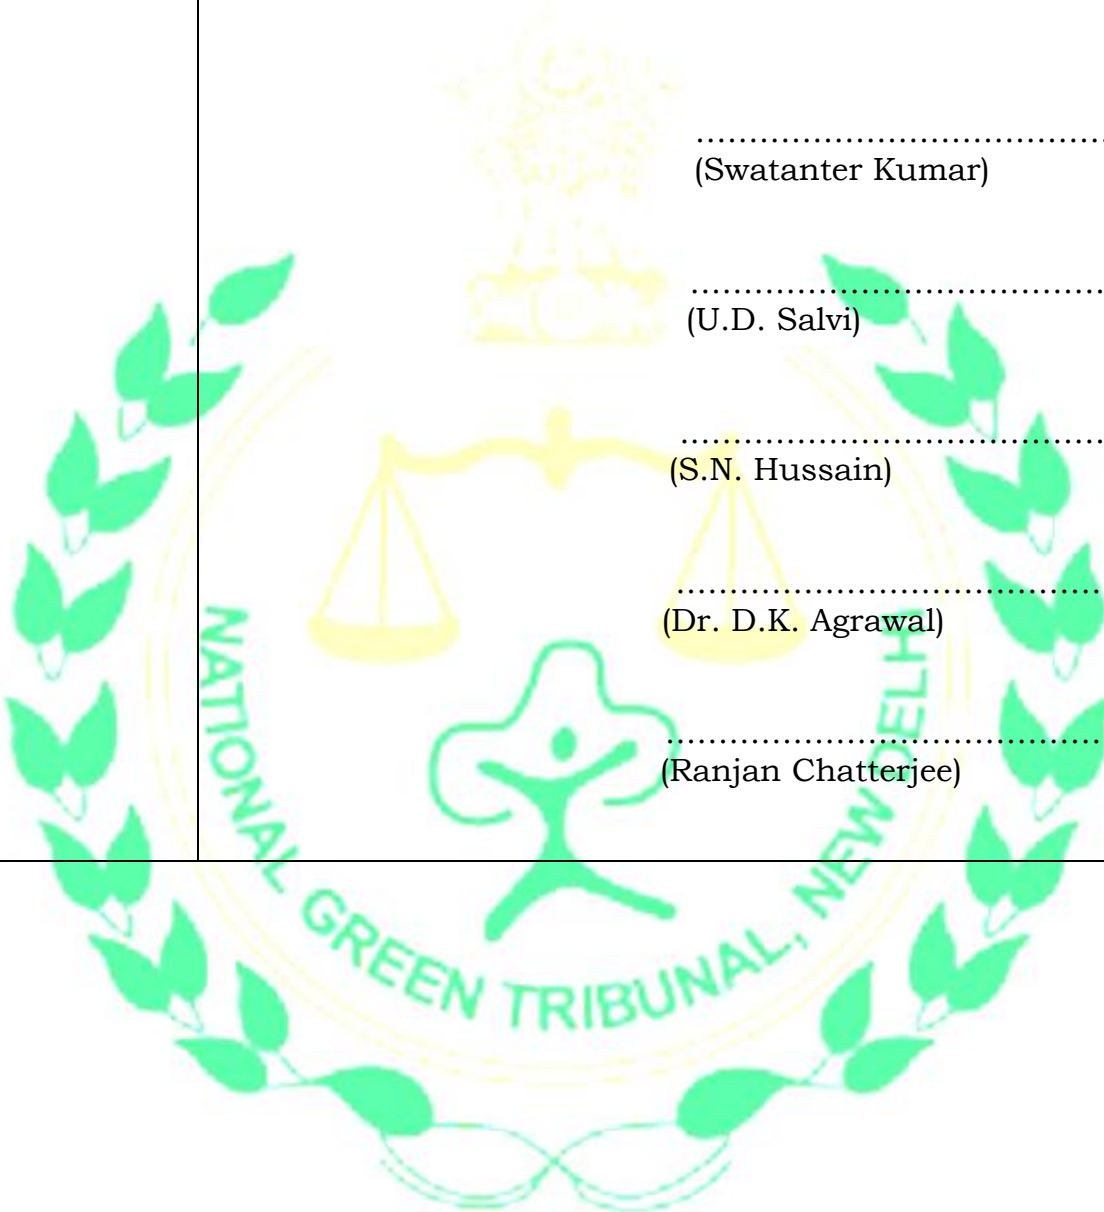 .......................................
(Swatanter Kumar)
.......................................
(U.D. Salvi)
........................................
(S.N. Hussain)
........................................
(Dr. D.K. Agrawal)
.........................................
(Ranjan Chatterjee)
NATIONAL GREEN TRIBUNAL, NEW DELHI